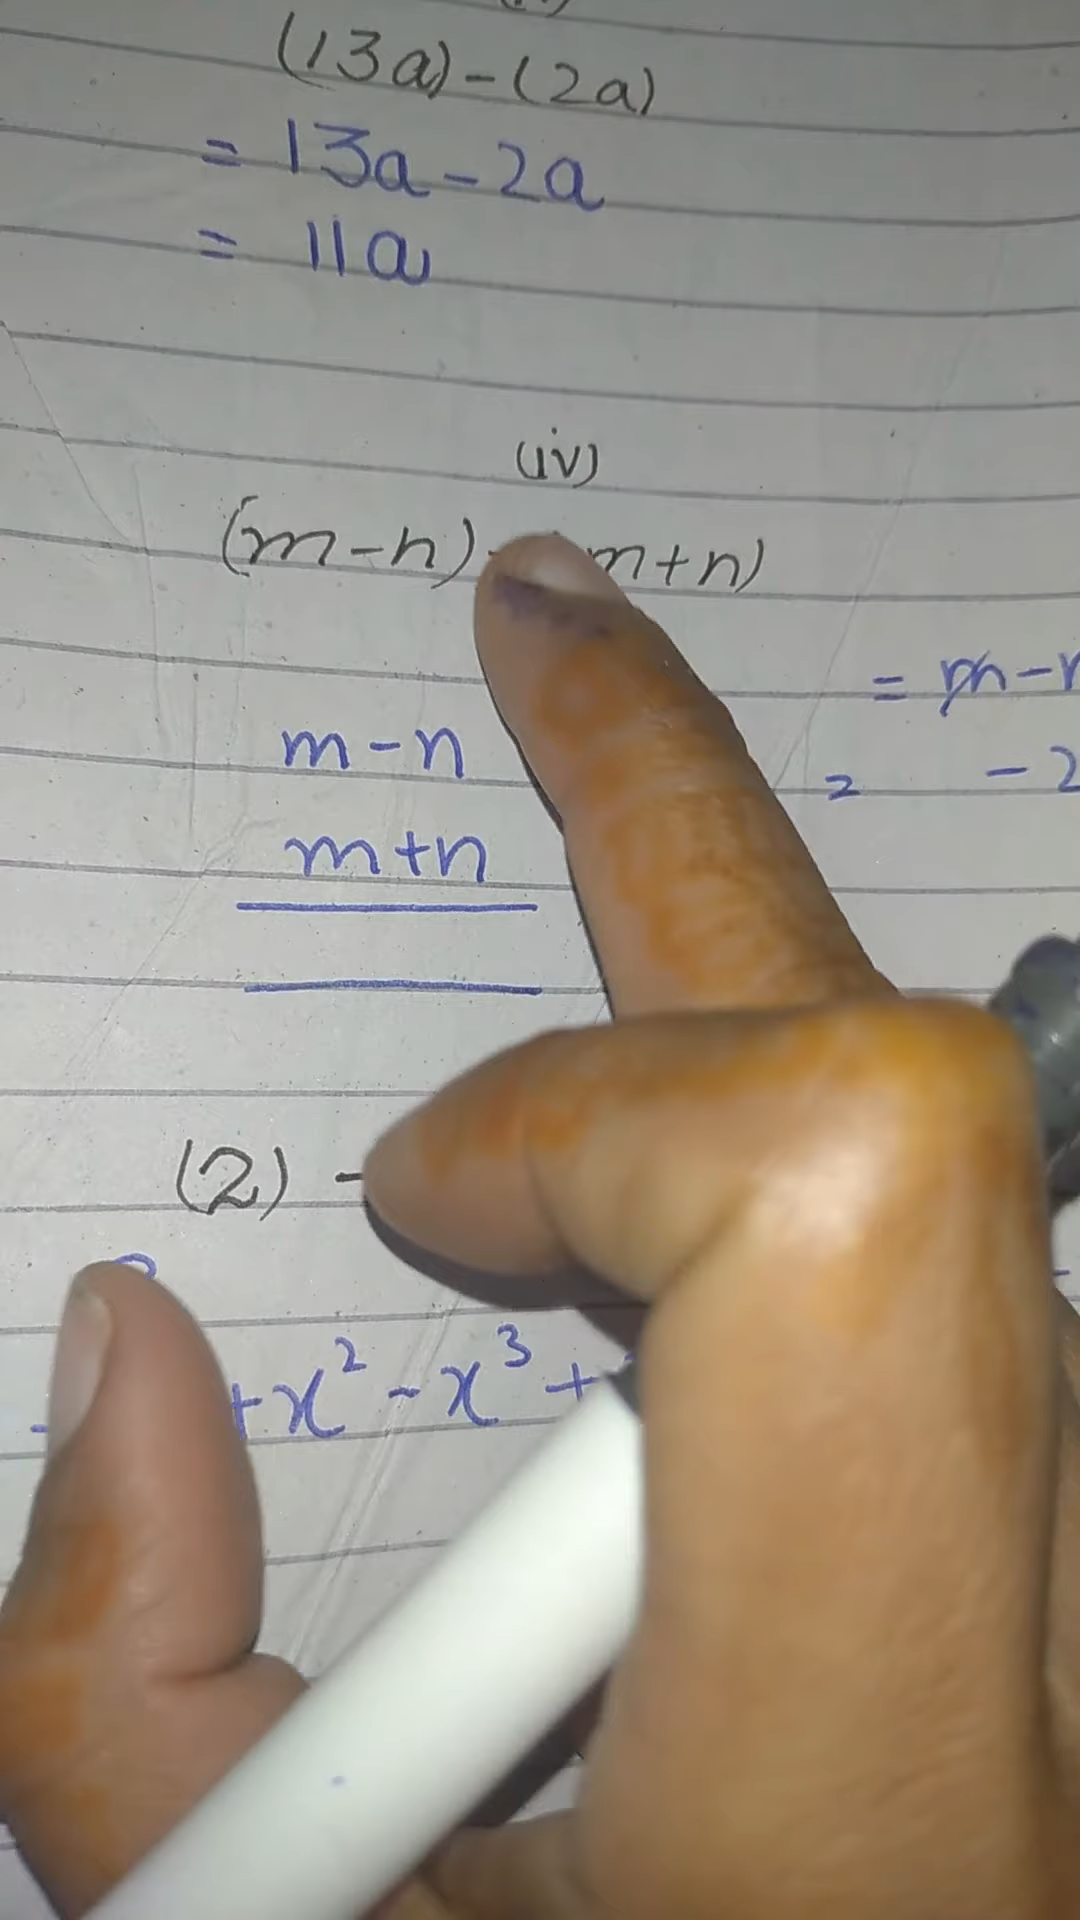 (13a)-(2a)
= 13a-2a
= 11a
(iv)
(m-n)- m+n)
m-n
m+n
= m-
= -2
(2) -
+x²-x³+